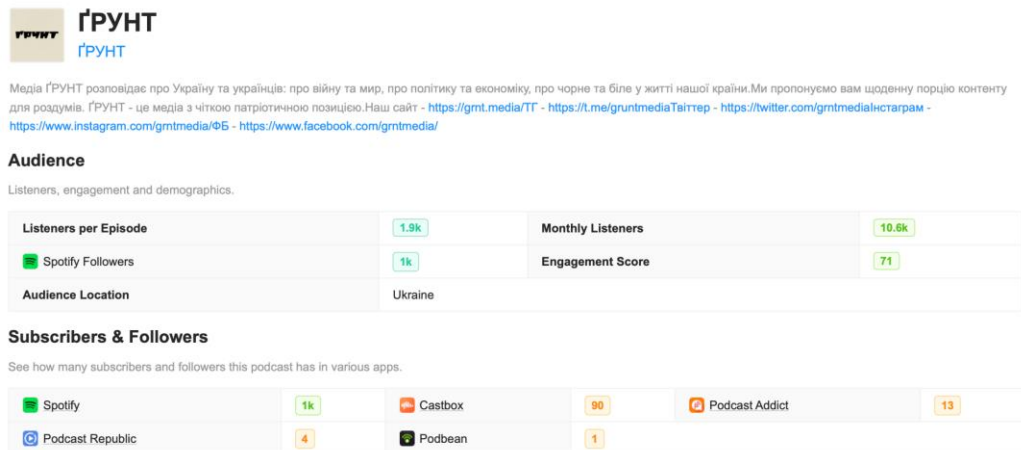 ґрунт
ҐРУНТ
ҐРУНТ
Медіа ҐРУНТ розповідає про Україну та українців: про війну та мир, про політику та економіку, про чорне та біле у житті нашої країни.Ми пропонуємо вам щоденну порцію контенту
для роздумів. ҐРУНТ - це медіа з чіткою патріотичною позицією.Наш сайт - https://grnt.media/ТГ - https://t.me/gruntmediaТвіттер - https://twitter.com/grntmediaІнстаграм -
https://www.instagram.com/grntmedia/ФБ - https://www.facebook.com/grntmedia/
Audience
Listeners, engagement and demographics.
Listeners per Episode 1.9k Monthly Listeners 10.6k
Spotify Followers 1k Engagement Score 71
Audience Location Ukraine
Subscribers & Followers
See how many subscribers and followers this podcast has in various apps.
Spotify 1k Castbox 90 Podcast Addict 13
Podcast Republic 4 Podbean 1